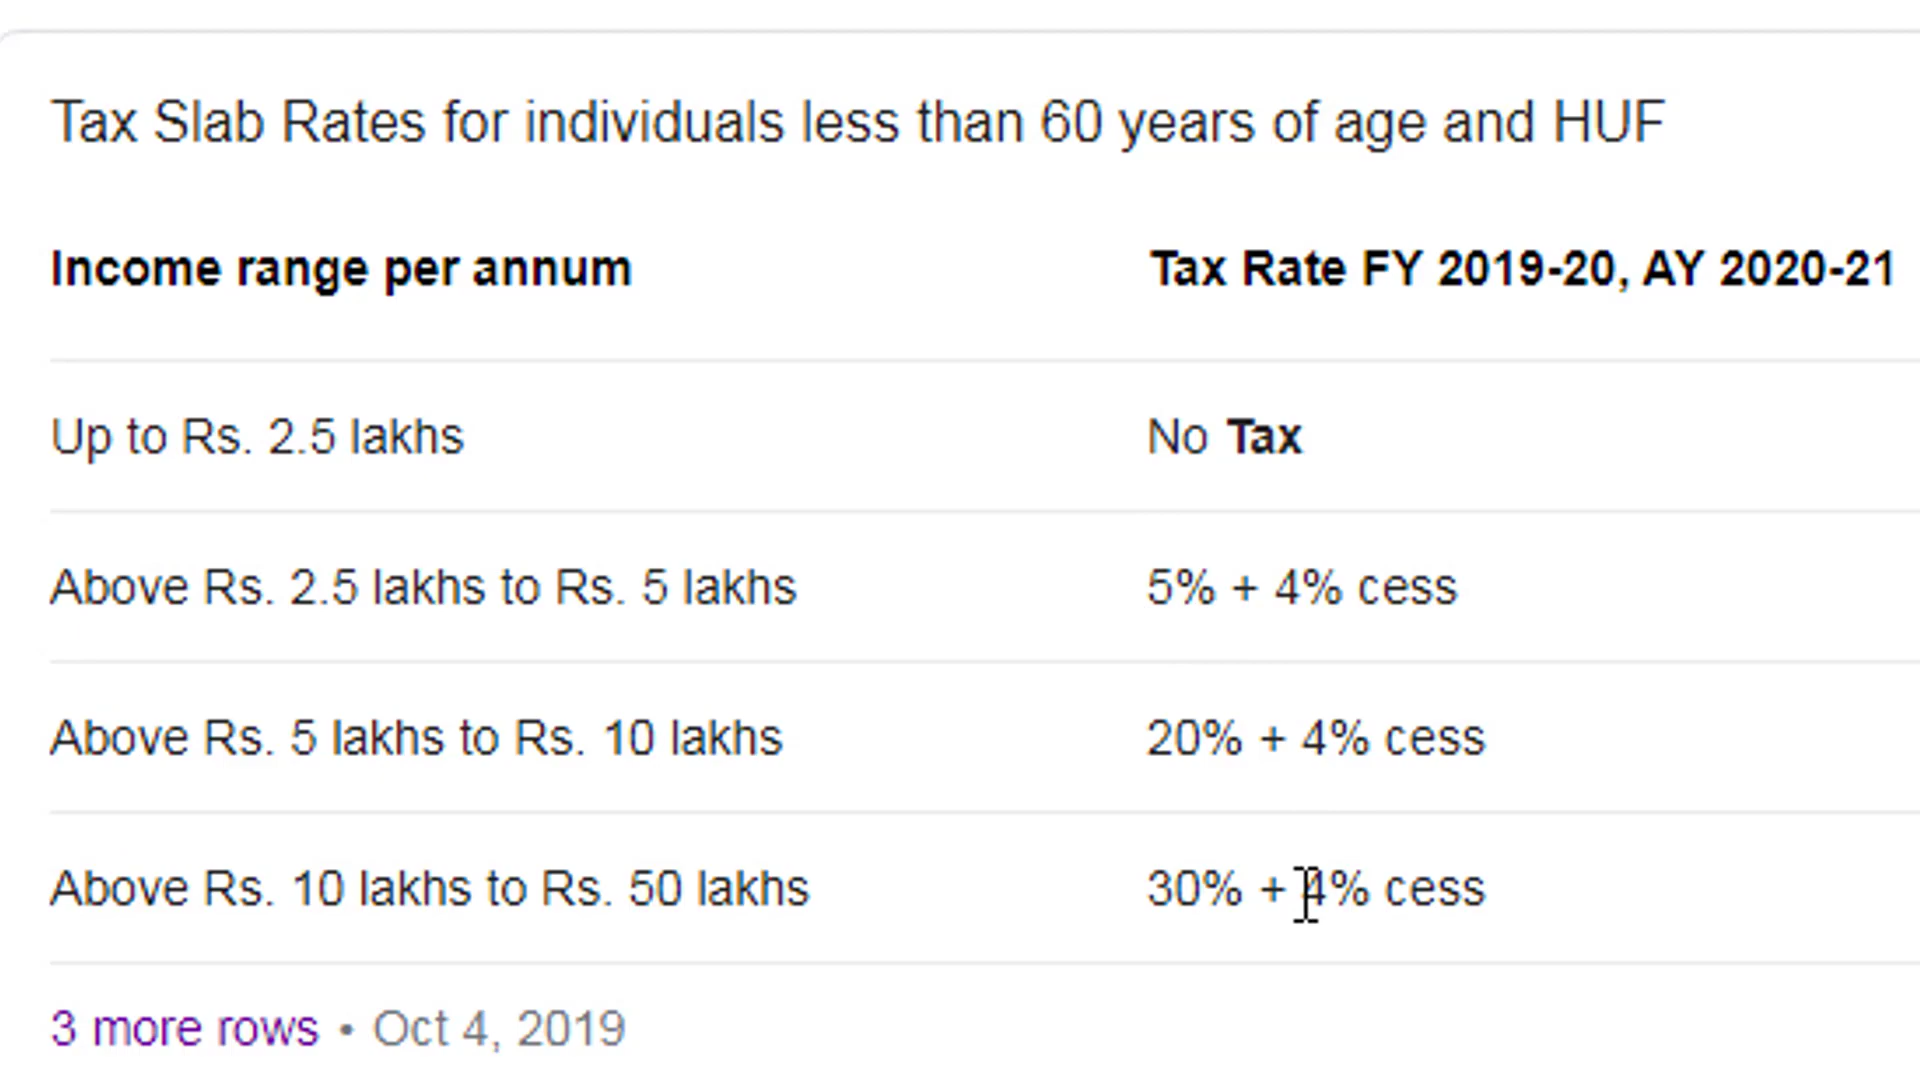 Tax Slab Rates for individuals less than 60 years of age and HUF
Income range per annum Tax Rate FY 2019-20, AY 2020-21
Up to Rs. 2.5 lakhs No Tax
Above Rs. 2.5 lakhs to Rs. 5 lakhs 5% + 4% cess
Above Rs. 5 lakhs to Rs. 10 lakhs 20% + 4% cess
Above Rs. 10 lakhs to Rs. 50 lakhs 30% + 4% cess
3 more rows • Oct 4, 2019